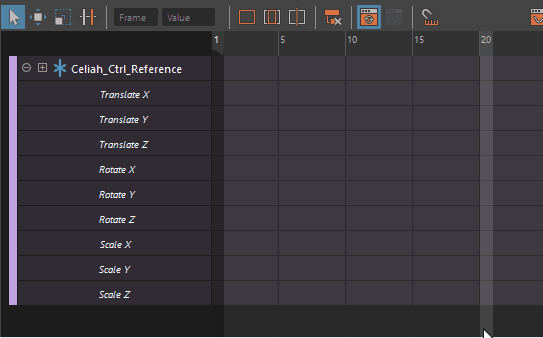 Frame Value
1 5 10 15 20
Celiah_Ctrl_Reference
Translate X
Translate Y
Translate Z
Rotate X
Rotate Y
Rotate Z
Scale X
Scale Y
Scale Z